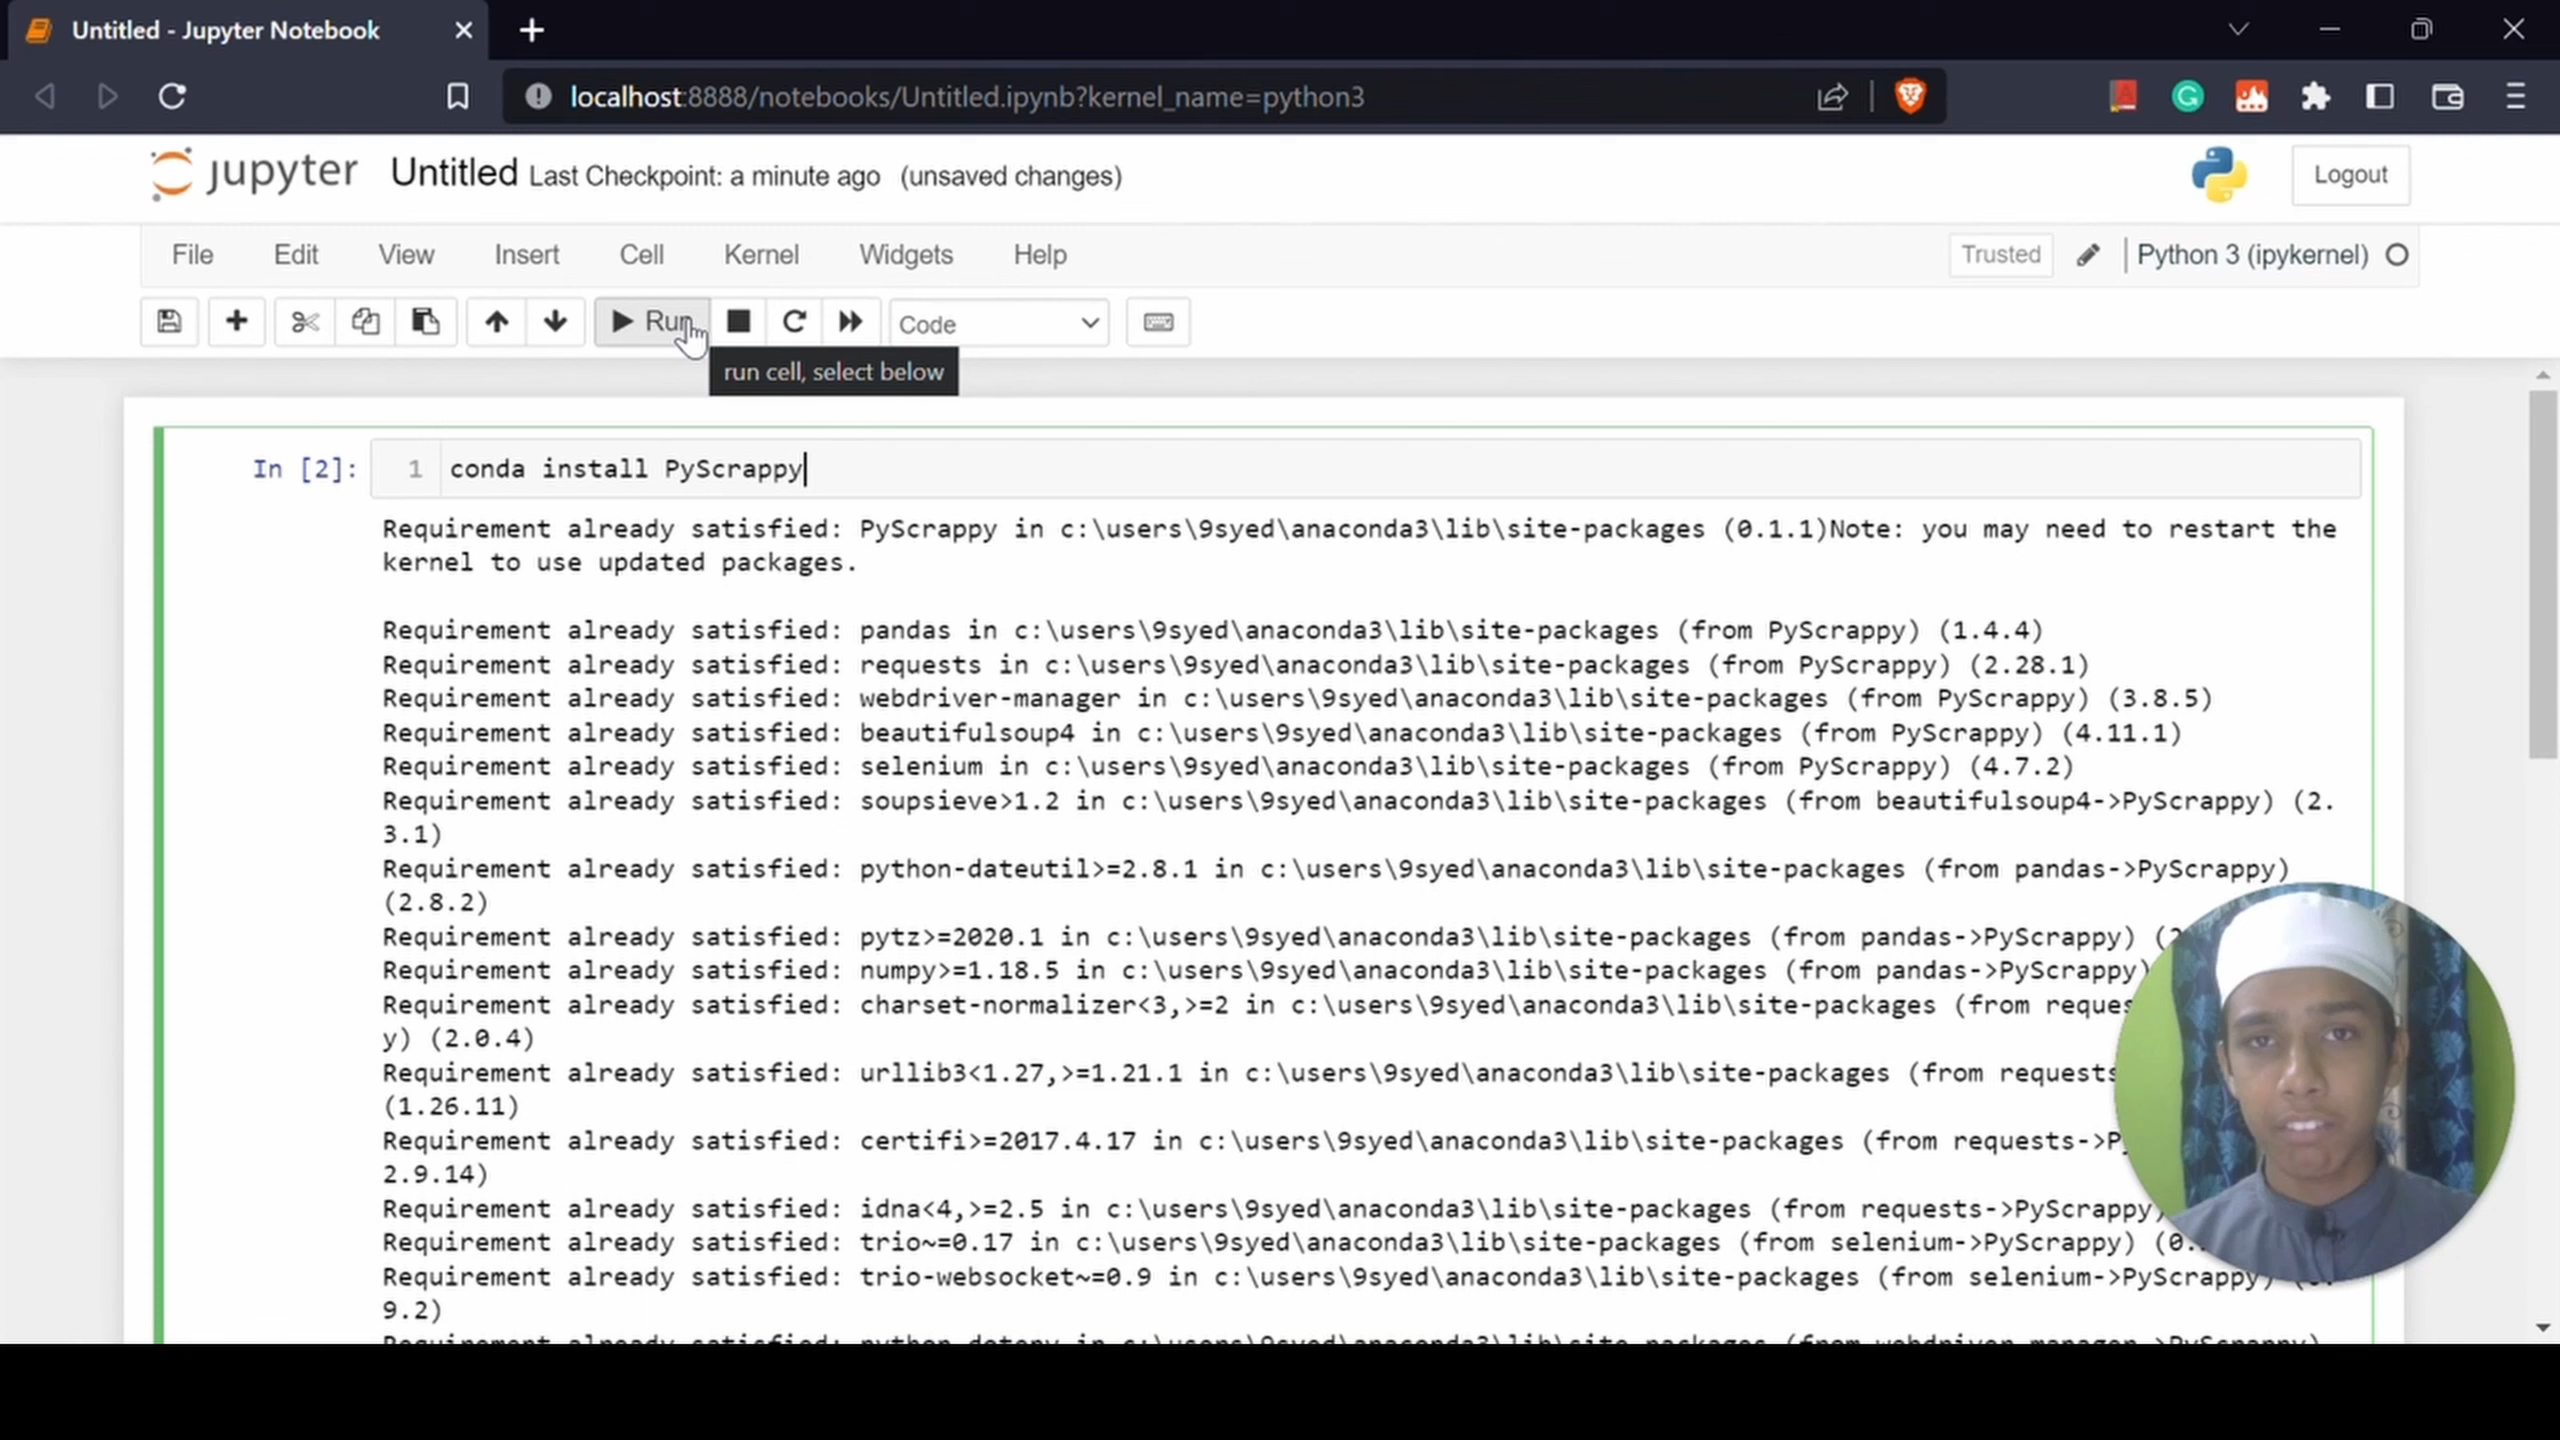 Untitled - Jupyter Notebook
localhost:8888/notebooks/Untitled.ipynb?kernel_name=python3
jupyter Untitled Last Checkpoint: a minute ago (unsaved changes)
Logout
File Edit View Insert Cell Kernel Widgets Help
Trusted Python 3 (ipykernel)
Run Code
run cell, select below
In [2]: 1 conda install PyScrappy
Requirement already satisfied: PyScrappy in c:\users\9syed\anaconda3\lib\site-packages (0.1.1)Note: you may need to restart the
kernel to use updated packages.
Requirement already satisfied: pandas in c:\users\9syed\anaconda3\lib\site-packages (from PyScrappy) (1.4.4)
Requirement already satisfied: requests in c:\users\9syed\anaconda3\lib\site-packages (from PyScrappy) (2.28.1)
Requirement already satisfied: webdriver-manager in c:\users\9syed\anaconda3\lib\site-packages (from PyScrappy) (3.8.5)
Requirement already satisfied: beautifulsoup4 in c:\users\9syed\anaconda3\lib\site-packages (from PyScrappy) (4.11.1)
Requirement already satisfied: selenium in c:\users\9syed\anaconda3\lib\site-packages (from PyScrappy) (4.7.2)
Requirement already satisfied: soupsieve>1.2 in c:\users\9syed\anaconda3\lib\site-packages (from beautifulsoup4->PyScrappy) (2.
3.1)
Requirement already satisfied: python-dateutil>=2.8.1 in c:\users\9syed\anaconda3\lib\site-packages (from pandas->PyScrappy)
(2.8.2)
Requirement already satisfied: pytz>=2020.1 in c:\users\9syed\anaconda3\lib\site-packages (from pandas->PyScrappy)
Requirement already satisfied: numpy>=1.18.5 in c:\users\9syed\anaconda3\lib\site-packages (from pandas->PyScrappy)
Requirement already satisfied: charset-normalizer<3,>=2 in c:\users\9syed\anaconda3\lib\site-packages (from reques
y) (2.0.4)
Requirement already satisfied: urllib3<1.27,>=1.21.1 in c:\users\9syed\anaconda3\lib\site-packages (from requests
(1.26.11)
Requirement already satisfied: certifi>=2017.4.17 in c:\users\9syed\anaconda3\lib\site-packages (from requests->P
2.9.14)
Requirement already satisfied: idna<4,>=2.5 in c:\users\9syed\anaconda3\lib\site-packages (from requests->PyScrappy)
Requirement already satisfied: trio~=0.17 in c:\users\9syed\anaconda3\lib\site-packages (from selenium->PyScrappy) (0.
Requirement already satisfied: trio-websocket~=0.9 in c:\users\9syed\anaconda3\lib\site-packages (from selenium->PyScrappy)
9.2)